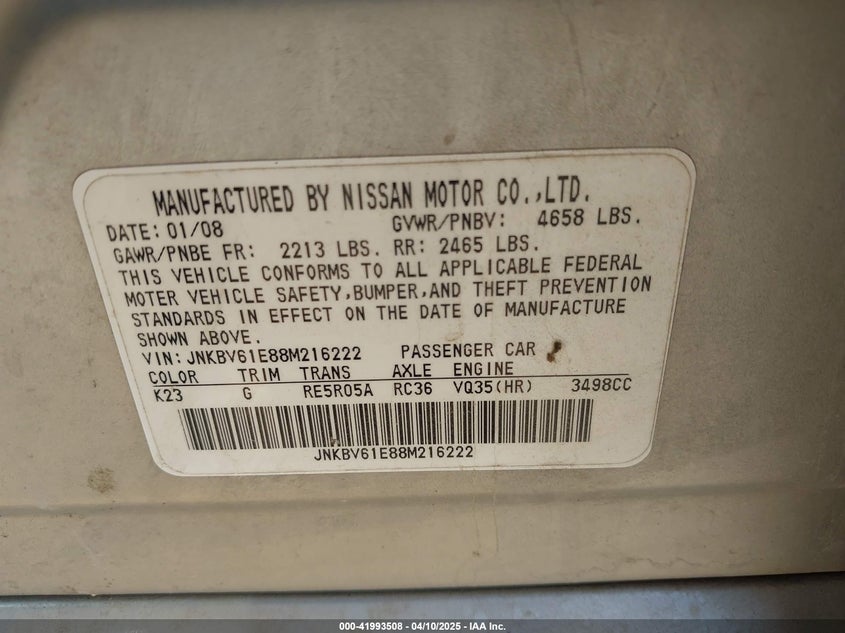 MANUFACTURED BY NISSAN MOTOR CO.,LTD.
DATE: 01/08 GVWR/PNBV: 4658 LBS.
GAWR/PNBE FR: 2213 LBS. RR: 2465 LBS.
THIS VEHICLE CONFORMS TO ALL APPLICABLE FEDERAL
MOTER VEHICLE SAFETY,BUMPER,AND THEFT PREVENTION
STANDARDS IN EFFECT ON THE DATE OF MANUFACTURE
SHOWN ABOVE.
VIN: JNKBV61E88M216222 PASSENGER CAR
COLOR TRIM TRANS AXLE ENGINE
K23 G RE5R05A RC36 VQ35(HR) 3498CC
JNKBV61E88M216222
000-41993508 - 04/10/2025 - IAA Inc.